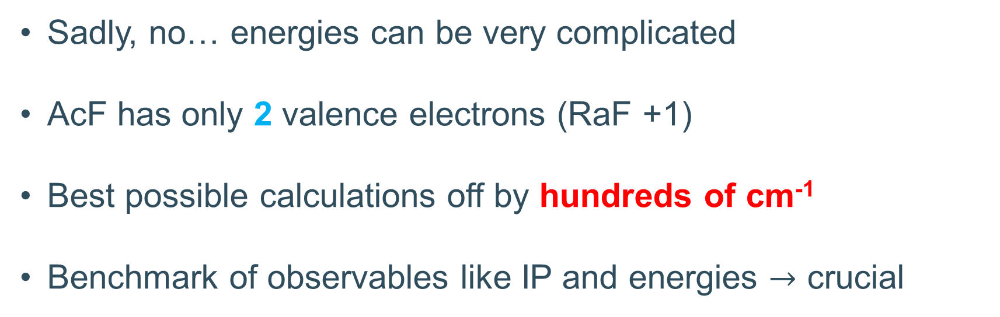 • Sadly, no… energies can be very complicated
• AcF has only 2 valence electrons (RaF +1)
• Best possible calculations off by hundreds of cm⁻¹
• Benchmark of observables like IP and energies → crucial